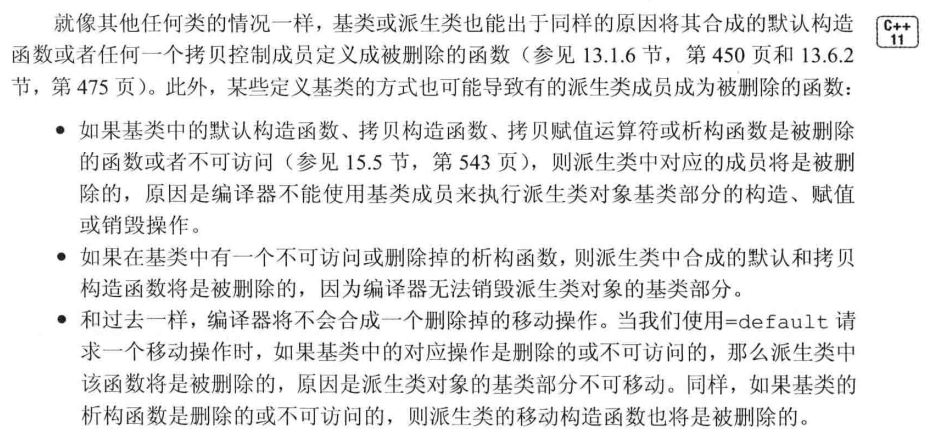 就像其他任何类的情况一样，基类或派生类也能出于同样的原因将其合成的默认构造
函数或者任何一个拷贝控制成员定义成被删除的函数（参见 13.1.6 节，第 450 页和 13.6.2
节，第 475 页）。此外，某些定义基类的方式也可能导致有的派生类成员成为被删除的函数：
C++
11
• 如果基类中的默认构造函数、拷贝构造函数、拷贝赋值运算符或析构函数是被删除
的函数或者不可访问（参见 15.5 节，第 543 页），则派生类中对应的成员将是被删
除的，原因是编译器不能使用基类成员来执行派生类对象基类部分的构造、赋值
或销毁操作。
• 如果在基类中有一个不可访问或删除掉的析构函数，则派生类中合成的默认和拷贝
构造函数将是被删除的，因为编译器无法销毁派生类对象的基类部分。
• 和过去一样，编译器将不会合成一个删除掉的移动操作。当我们使用=default 请
求一个移动操作时，如果基类中的对应操作是删除的或不可访问的，那么派生类中
该函数将是被删除的，原因是派生类对象的基类部分不可移动。同样，如果基类的
析构函数是删除的或不可访问的，则派生类的移动构造函数也将是被删除的。